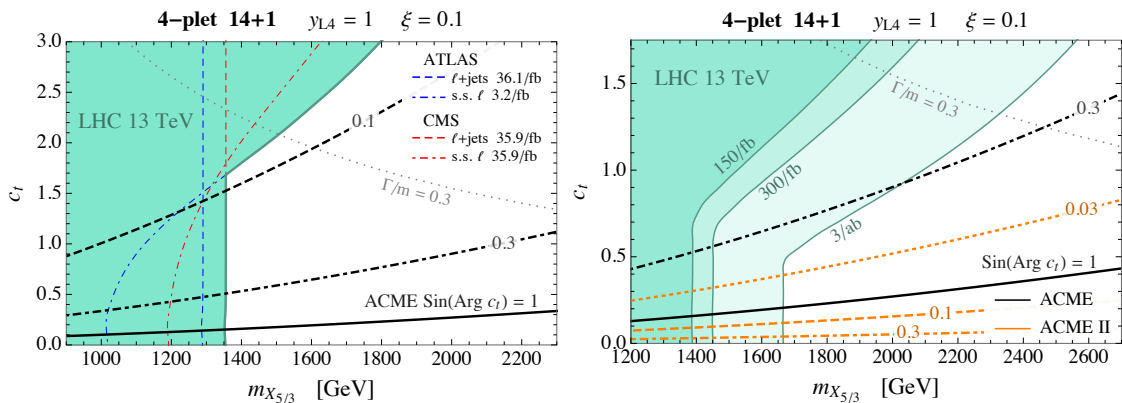 4-plet 14+1 y_L4 = 1 ξ = 0.1
3.0
2.5
2.0
1.5
1.0
0.5
0.0
c_t
LHC 13 TeV
ATLAS
ℓ+jets 36.1/fb
s.s. ℓ 3.2/fb
CMS
ℓ+jets 35.9/fb
s.s. ℓ 35.9/fb
0.1
Γ/m = 0.3
0.3
ACME Sin(Arg c_t) = 1
1000 1200 1400 1600 1800 2000 2200
m_X5/3 [GeV]
4-plet 14+1 y_L4 = 1 ξ = 0.1
1.5
1.0
0.5
0.0
c_t
LHC 13 TeV
Γ/m = 0.3
0.3
150/fb
300/fb
3/ab
0.03
Sin(Arg c_t) = 1
ACME
0.1
ACME II
0.3
1200 1400 1600 1800 2000 2200 2400 2600
m_X5/3 [GeV]